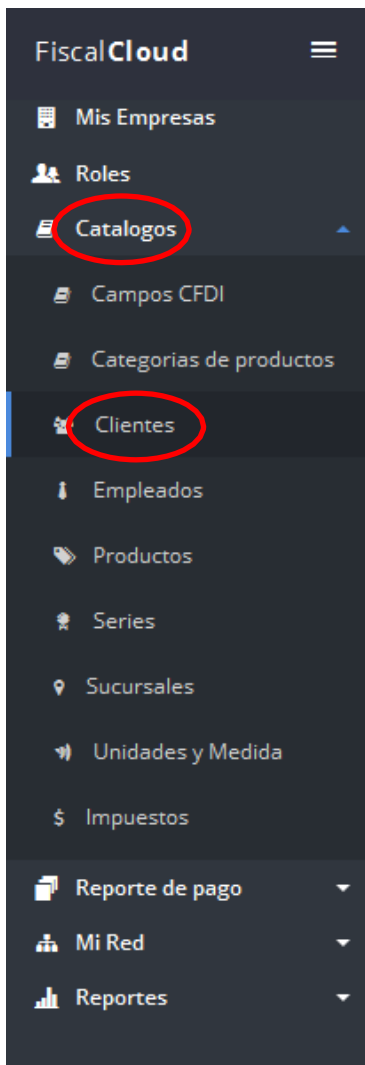 FiscalCloud
Mis Empresas
Roles
Catalogos
Campos CFDI
Categorias de productos
Clientes
Empleados
Productos
Series
Sucursales
Unidades y Medida
$ Impuestos
Reporte de pago
Mi Red
Reportes